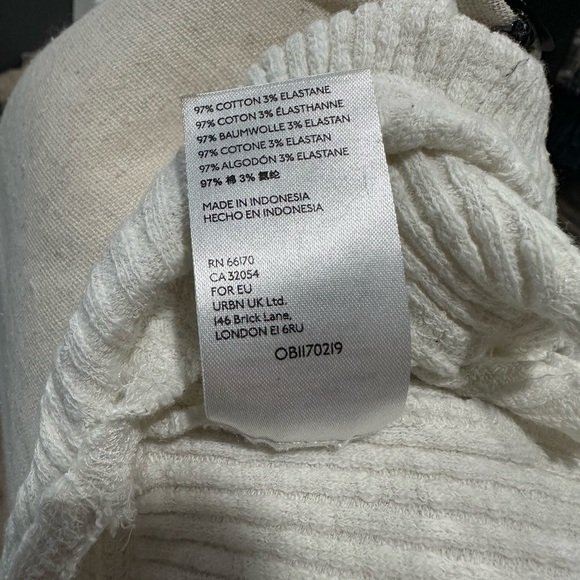 97% COTTON 3% ELASTANE
97% COTON 3% ÉLASTHANNE
97% BAUMWOLLE 3% ELASTAN
97% COTONE 3% ELASTAN
97% ALGODÓN 3% ELASTANE
97% 棉 3% 氨纶
MADE IN INDONESIA
HECHO EN INDONESIA
RN 66170
CA 32054
FOR EU
URBN UK Ltd.
146 Brick Lane,
LONDON E1 6RU
OB1170219